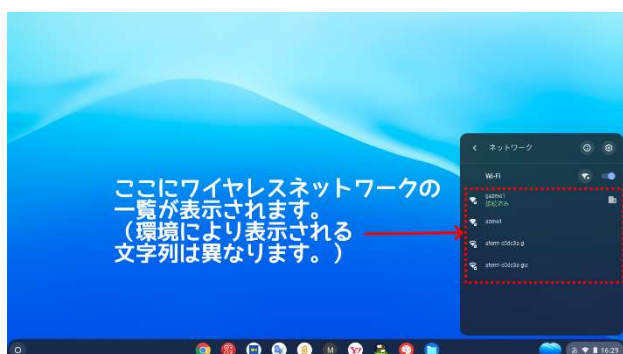 ネットワーク
Wi-Fi
接続済み
ここにワイヤレスネットワークの
一覧が表示されます。
（環境により表示される
文字列は異なります。）
16:29